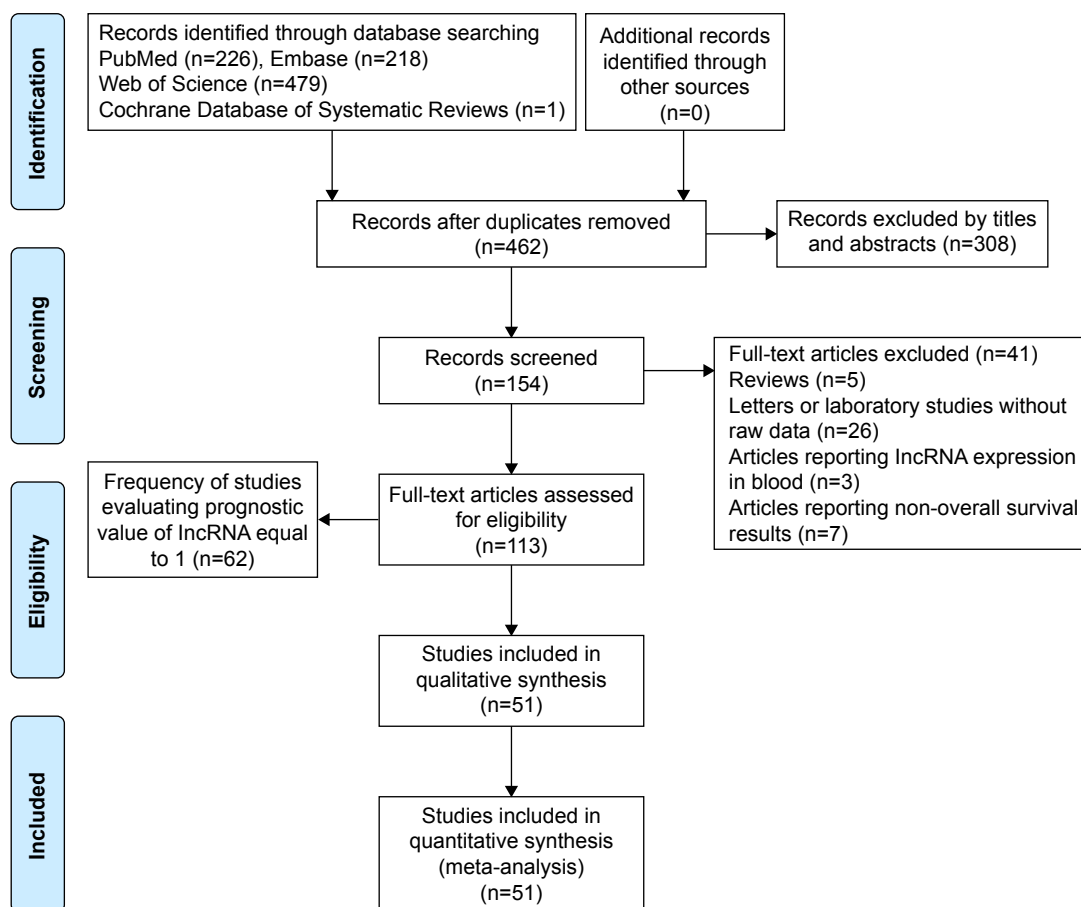 Identification
Records identified through database searching
PubMed (n=226), Embase (n=218)
Web of Science (n=479)
Cochrane Database of Systematic Reviews (n=1)
Additional records
identified through
other sources
(n=0)
Records after duplicates removed
(n=462)
Records excluded by titles
and abstracts (n=308)
Screening
Records screened
(n=154)
Full-text articles excluded (n=41)
Reviews (n=5)
Letters or laboratory studies without
raw data (n=26)
Articles reporting lncRNA expression
in blood (n=3)
Articles reporting non-overall survival
results (n=7)
Eligibility
Frequency of studies
evaluating prognostic
value of lncRNA equal
to 1 (n=62)
Full-text articles assessed
for eligibility
(n=113)
Studies included in
qualitative synthesis
(n=51)
Included
Studies included in
quantitative synthesis
(meta-analysis)
(n=51)